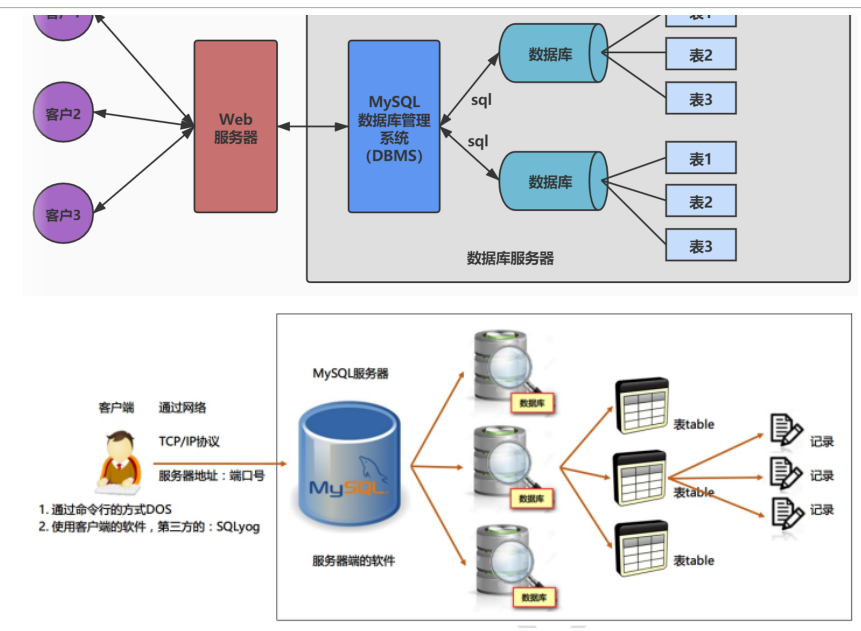 客户1
表1
客户2
Web
服务器
MySQL
数据库管理
系统
（DBMS）
sql
sql
数据库
表2
表3
数据库
表1
表2
表3
客户3
数据库服务器
客户端
通过网络
TCP/IP协议
服务器地址：端口号
1. 通过命令行的方式DOS
2. 使用客户端的软件，第三方的：SQLyog
MySQL服务器
MySQL
服务器端的软件
数据库
数据库
数据库
表table
表table
表table
记录
记录
记录